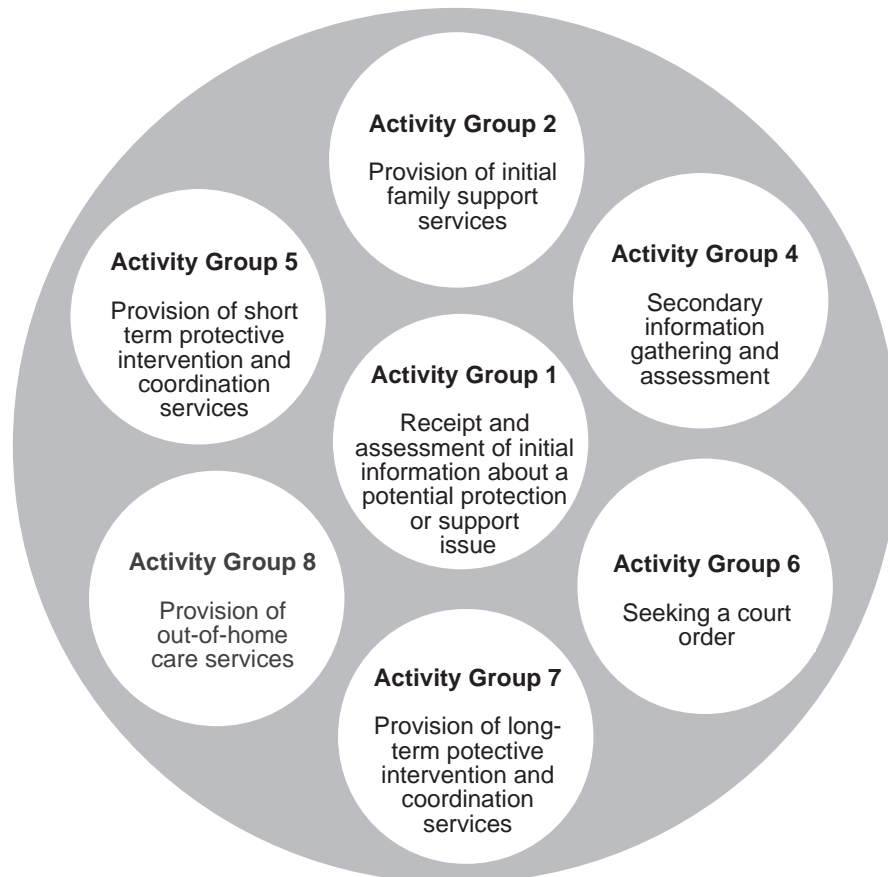 Activity Group 2
Provision of initial
family support
services
Activity Group 5
Provision of short
term protective
intervention and
coordination
services
Activity Group 4
Secondary
information
gathering and
assessment
Activity Group 1
Receipt and
assessment of initial
information about a
potential protection
or support
issue
Activity Group 8
Provision of
out-of-home
care services
Activity Group 6
Seeking a court
order
Activity Group 7
Provision of long-
term potective
intervention and
coordination
services